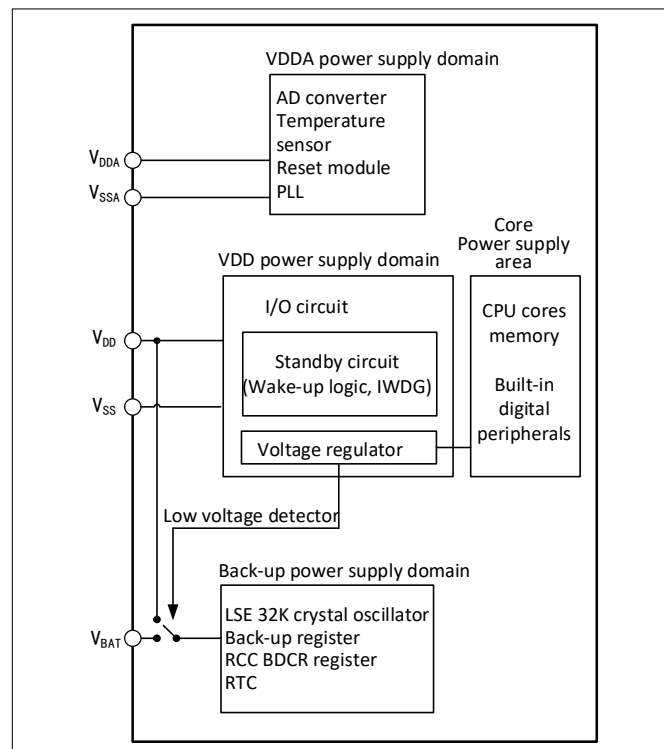 VDDA power supply domain
AD converter
Temperature
sensor
Reset module
PLL
VDDA
VSSA
Core
Power supply
area
VDD power supply domain
I/O circuit
CPU cores
memory
VDD
Standby circuit
(Wake-up logic, IWDG)
Built-in
digital
peripherals
VSS
Voltage regulator
Low voltage detector
Back-up power supply domain
LSE 32K crystal oscillator
Back-up register
RCC BDCR register
RTC
VBAT